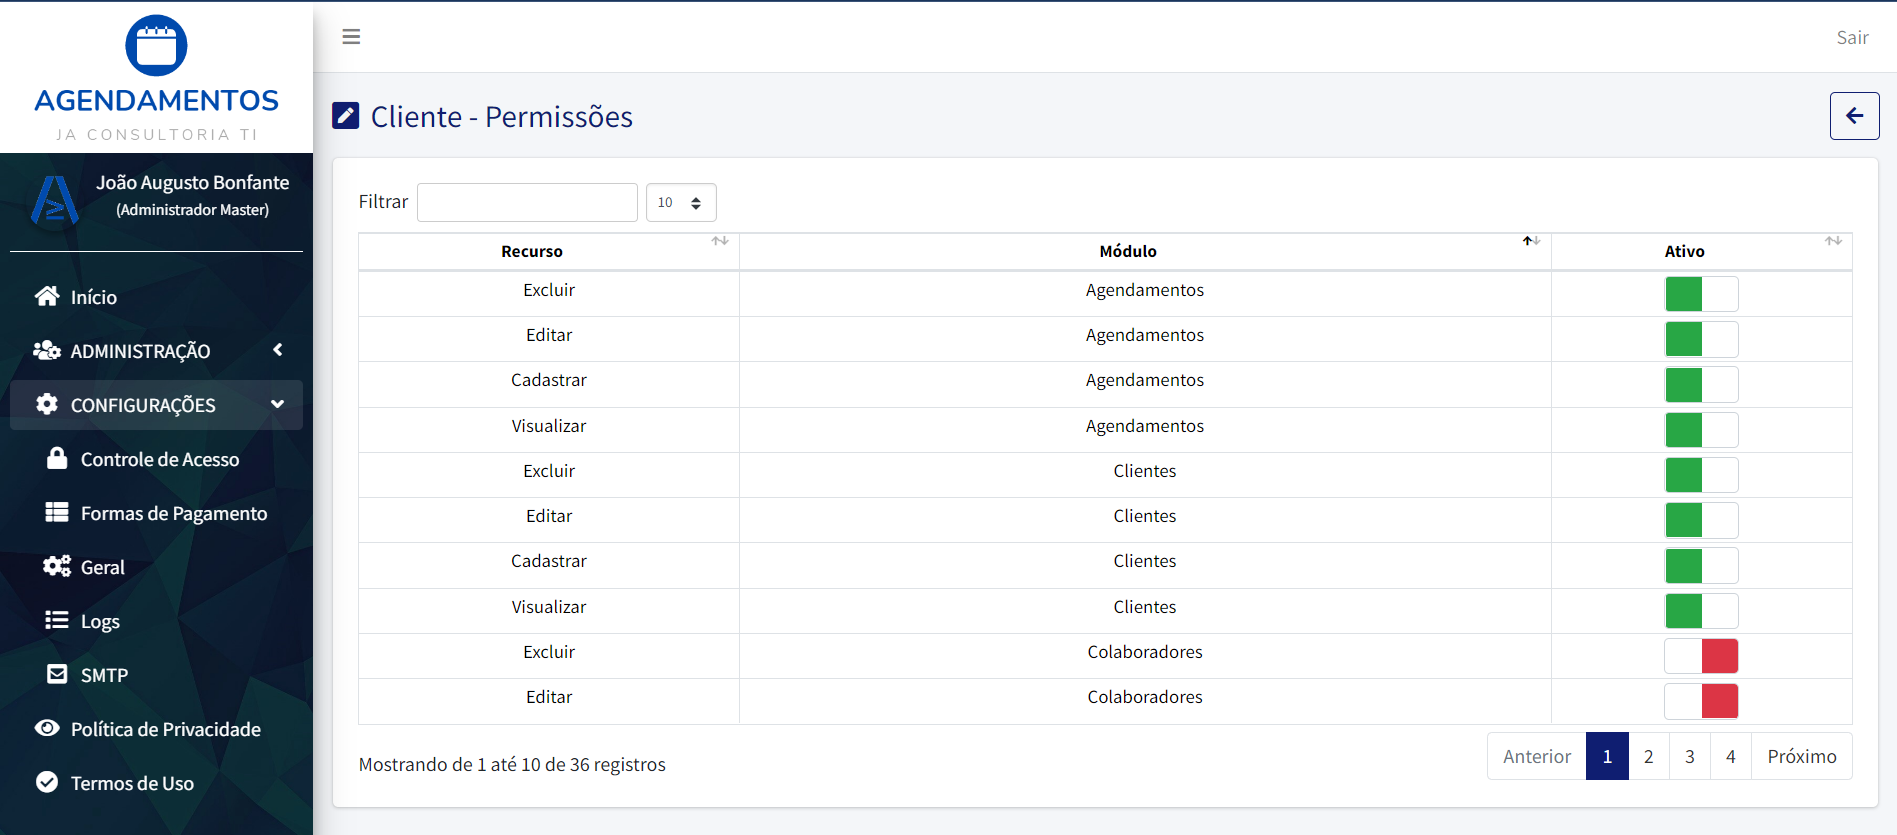 AGENDAMENTOS
JA CONSULTORIA TI
João Augusto Bonfante
(Administrador Master)
Início
ADMINISTRAÇÃO
CONFIGURAÇÕES
Controle de Acesso
Formas de Pagamento
Geral
Logs
SMTP
Política de Privacidade
Termos de Uso
Sair
Cliente - Permissões
Filtrar 10
Recurso Módulo Ativo
Excluir Agendamentos
Editar Agendamentos
Cadastrar Agendamentos
Visualizar Agendamentos
Excluir Clientes
Editar Clientes
Cadastrar Clientes
Visualizar Clientes
Excluir Colaboradores
Editar Colaboradores
Mostrando de 1 até 10 de 36 registros
Anterior 1 2 3 4 Próximo